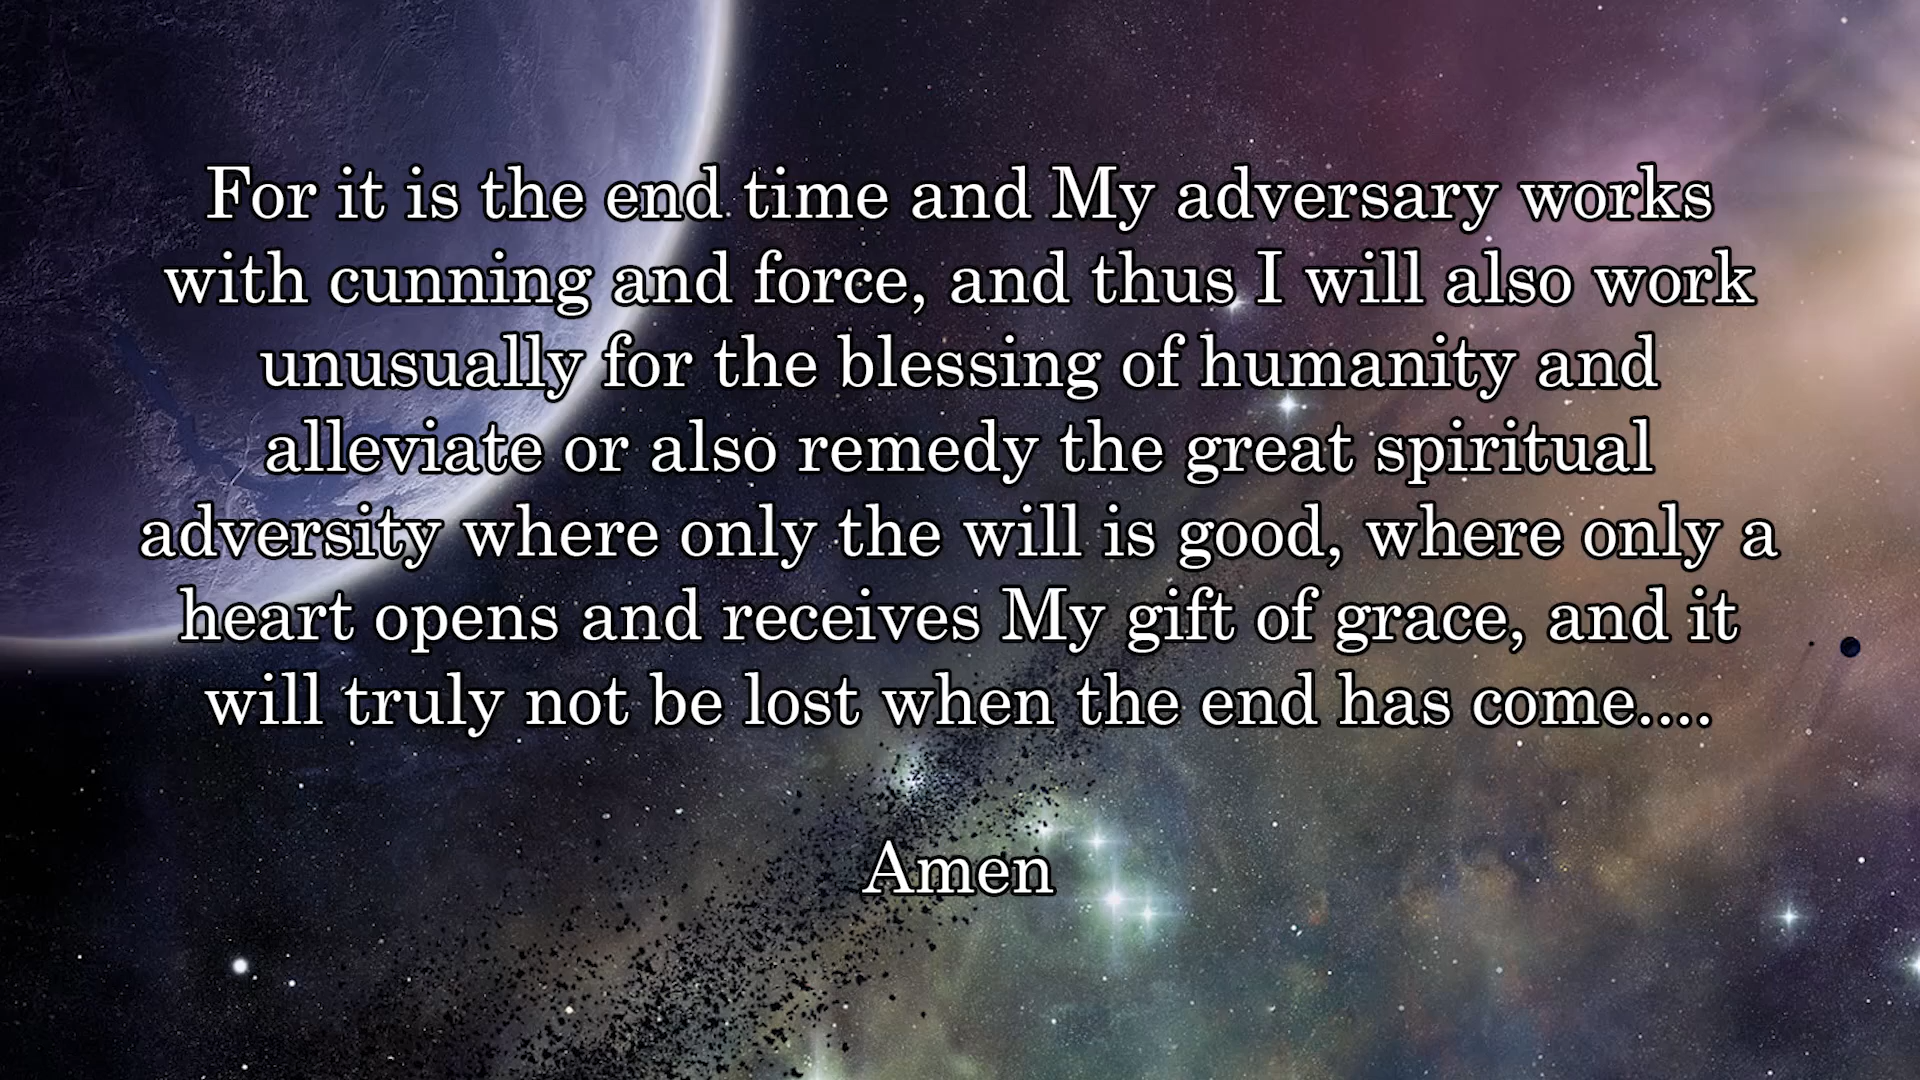 For it is the end time and My adversary works
with cunning and force, and thus I will also work
unusually for the blessing of humanity and
alleviate or also remedy the great spiritual
adversity where only the will is good, where only a
heart opens and receives My gift of grace, and it
will truly not be lost when the end has come....
Amen